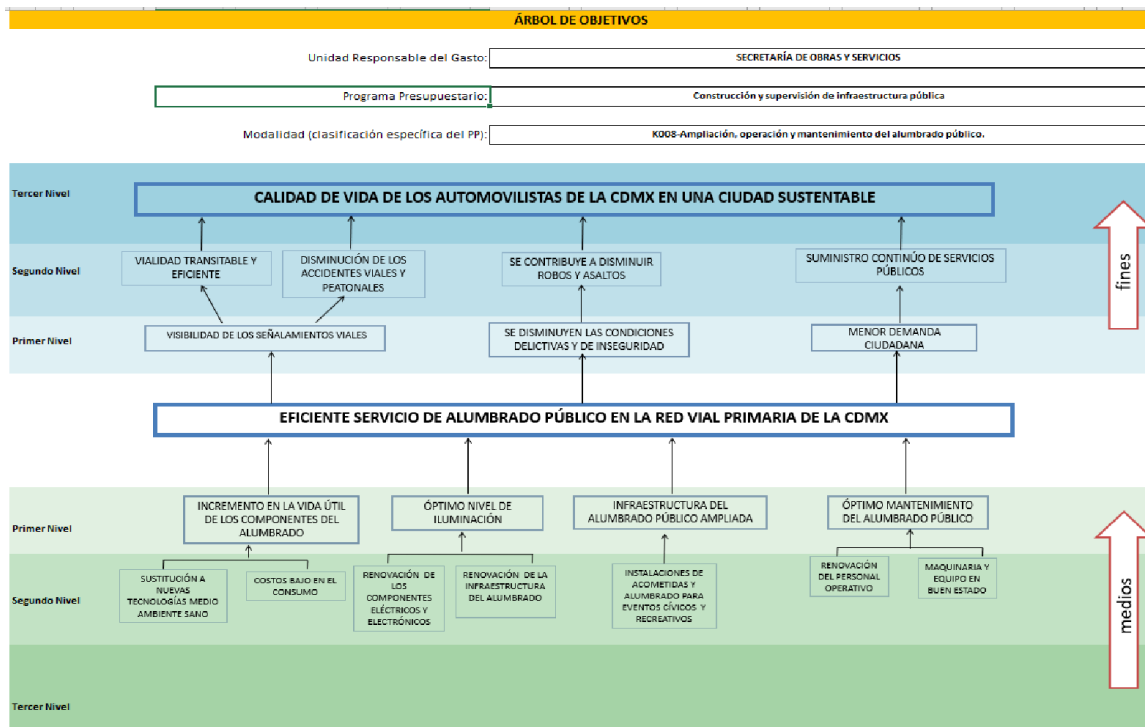 ÁRBOL DE OBJETIVOS
Unidad Responsable del Gasto:
SECRETARÍA DE OBRAS Y SERVICIOS
Programa Presupuestario:
Construcción y supervisión de infraestructura pública
Modalidad (clasificación específica del PP):
K008-Ampliación, operación y mantenimiento del alumbrado público.
Tercer Nivel
CALIDAD DE VIDA DE LOS AUTOMOVILISTAS DE LA CDMX EN UNA CIUDAD SUSTENTABLE
fines
Segundo Nivel
VIALIDAD TRANSITABLE Y
EFICIENTE
DISMINUCIÓN DE LOS
ACCIDENTES VIALES Y
PEATONALES
SE CONTRIBUYE A DISMINUIR
ROBOS Y ASALTOS
SUMINISTRO CONTINÚO DE SERVICIOS
PÚBLICOS
Primer Nivel
VISIBILIDAD DE LOS SEÑALAMIENTOS VIALES
SE DISMINUYEN LAS CONDICIONES
DELICTIVAS Y DE INSEGURIDAD
MENOR DEMANDA
CIUDADANA
EFICIENTE SERVICIO DE ALUMBRADO PÚBLICO EN LA RED VIAL PRIMARIA DE LA CDMX
Primer Nivel
INCREMENTO EN LA VIDA ÚTIL
DE LOS COMPONENTES DEL
ALUMBRADO
ÓPTIMO NIVEL DE
ILUMINACIÓN
INFRAESTRUCTURA DEL
ALUMBRADO PÚBLICO AMPLIADA
ÓPTIMO MANTENIMIENTO
DEL ALUMBRADO PÚBLICO
medios
Segundo Nivel
SUSTITUCIÓN A
NUEVAS
TECNOLOGÍAS MEDIO
AMBIENTE SANO
COSTOS BAJO EN EL
CONSUMO
RENOVACIÓN DE
LOS
COMPONENTES
ELÉCTRICOS Y
ELECTRÓNICOS
RENOVACIÓN DE LA
INFRAESTRUCTURA
DEL ALUMBRADO
INSTALACIONES DE
ACOMETIDAS Y
ALUMBRADO PARA
EVENTOS CÍVICOS Y
RECREATIVOS
RENOVACIÓN
DEL PERSONAL
OPERATIVO
MAQUINARIA Y
EQUIPO EN
BUEN ESTADO
Tercer Nivel